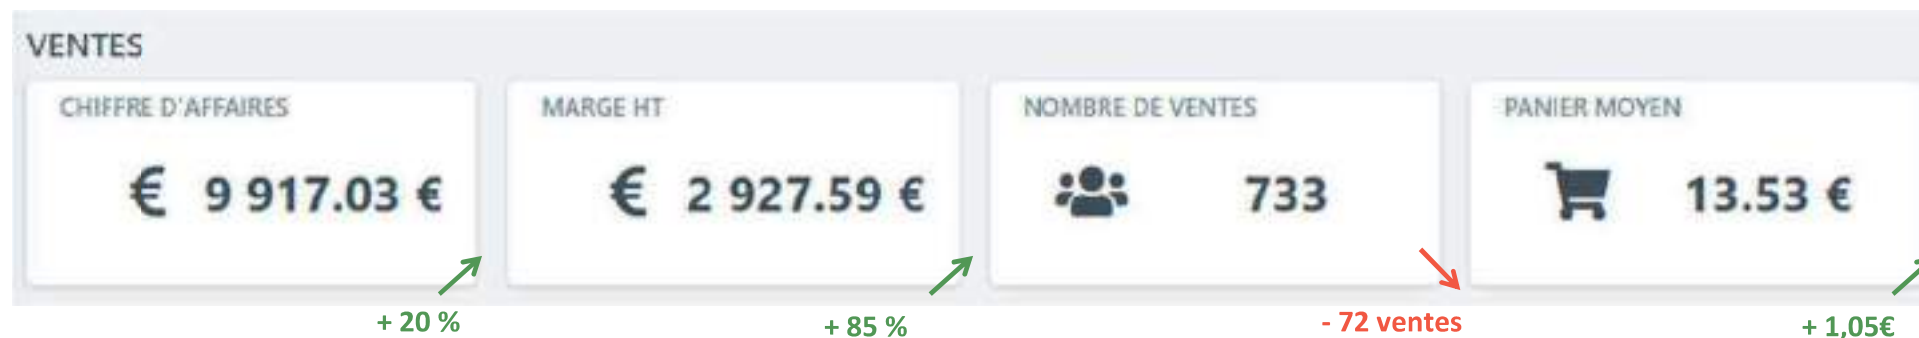 VENTES
CHIFFRE D'AFFAIRES
€ 9 917.03 €
MARGE HT
€ 2 927.59 €
NOMBRE DE VENTES
733
PANIER MOYEN
13.53 €
+ 20 %
+ 85 %
- 72 ventes
+ 1,05€